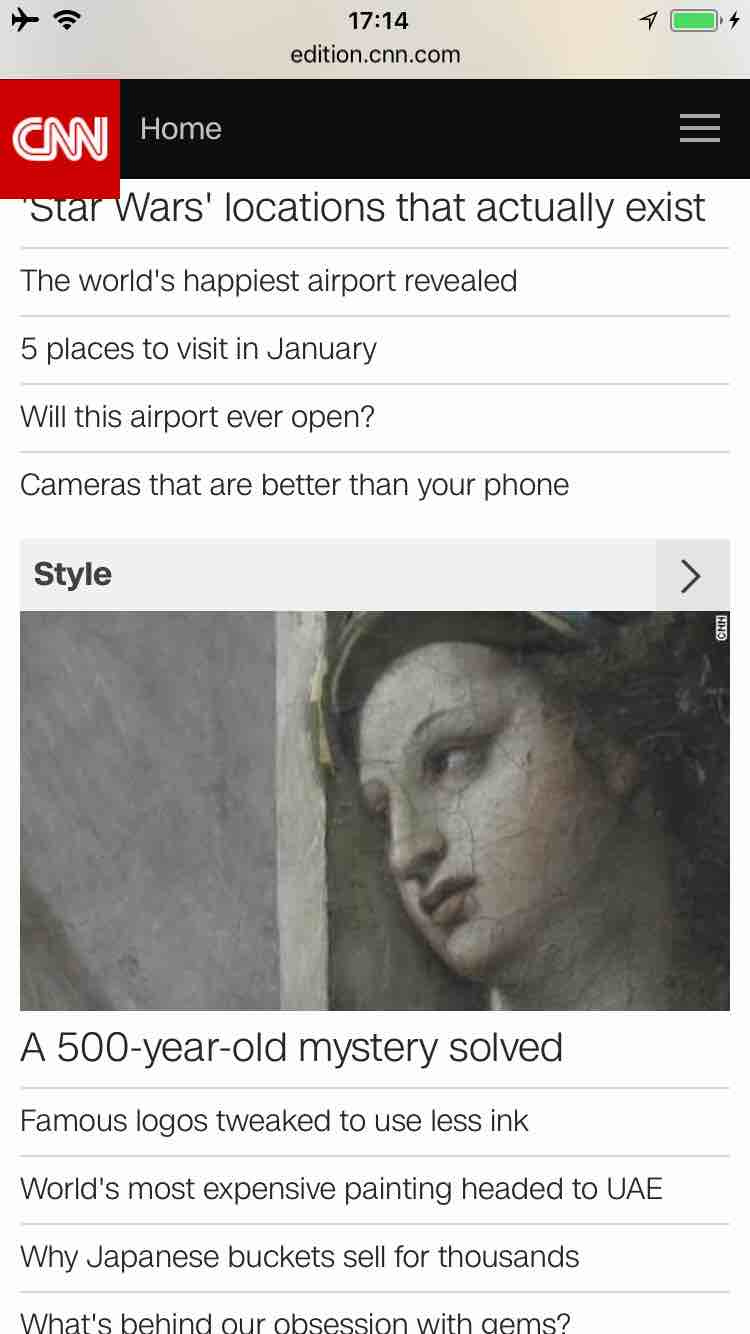 17:14
edition.cnn.com
CNN
Home
'Star Wars' locations that actually exist
The world's happiest airport revealed
5 places to visit in January
Will this airport ever open?
Cameras that are better than your phone
Style
CNN
A 500-year-old mystery solved
Famous logos tweaked to use less ink
World's most expensive painting headed to UAE
Why Japanese buckets sell for thousands
What's behind our obsession with gems?